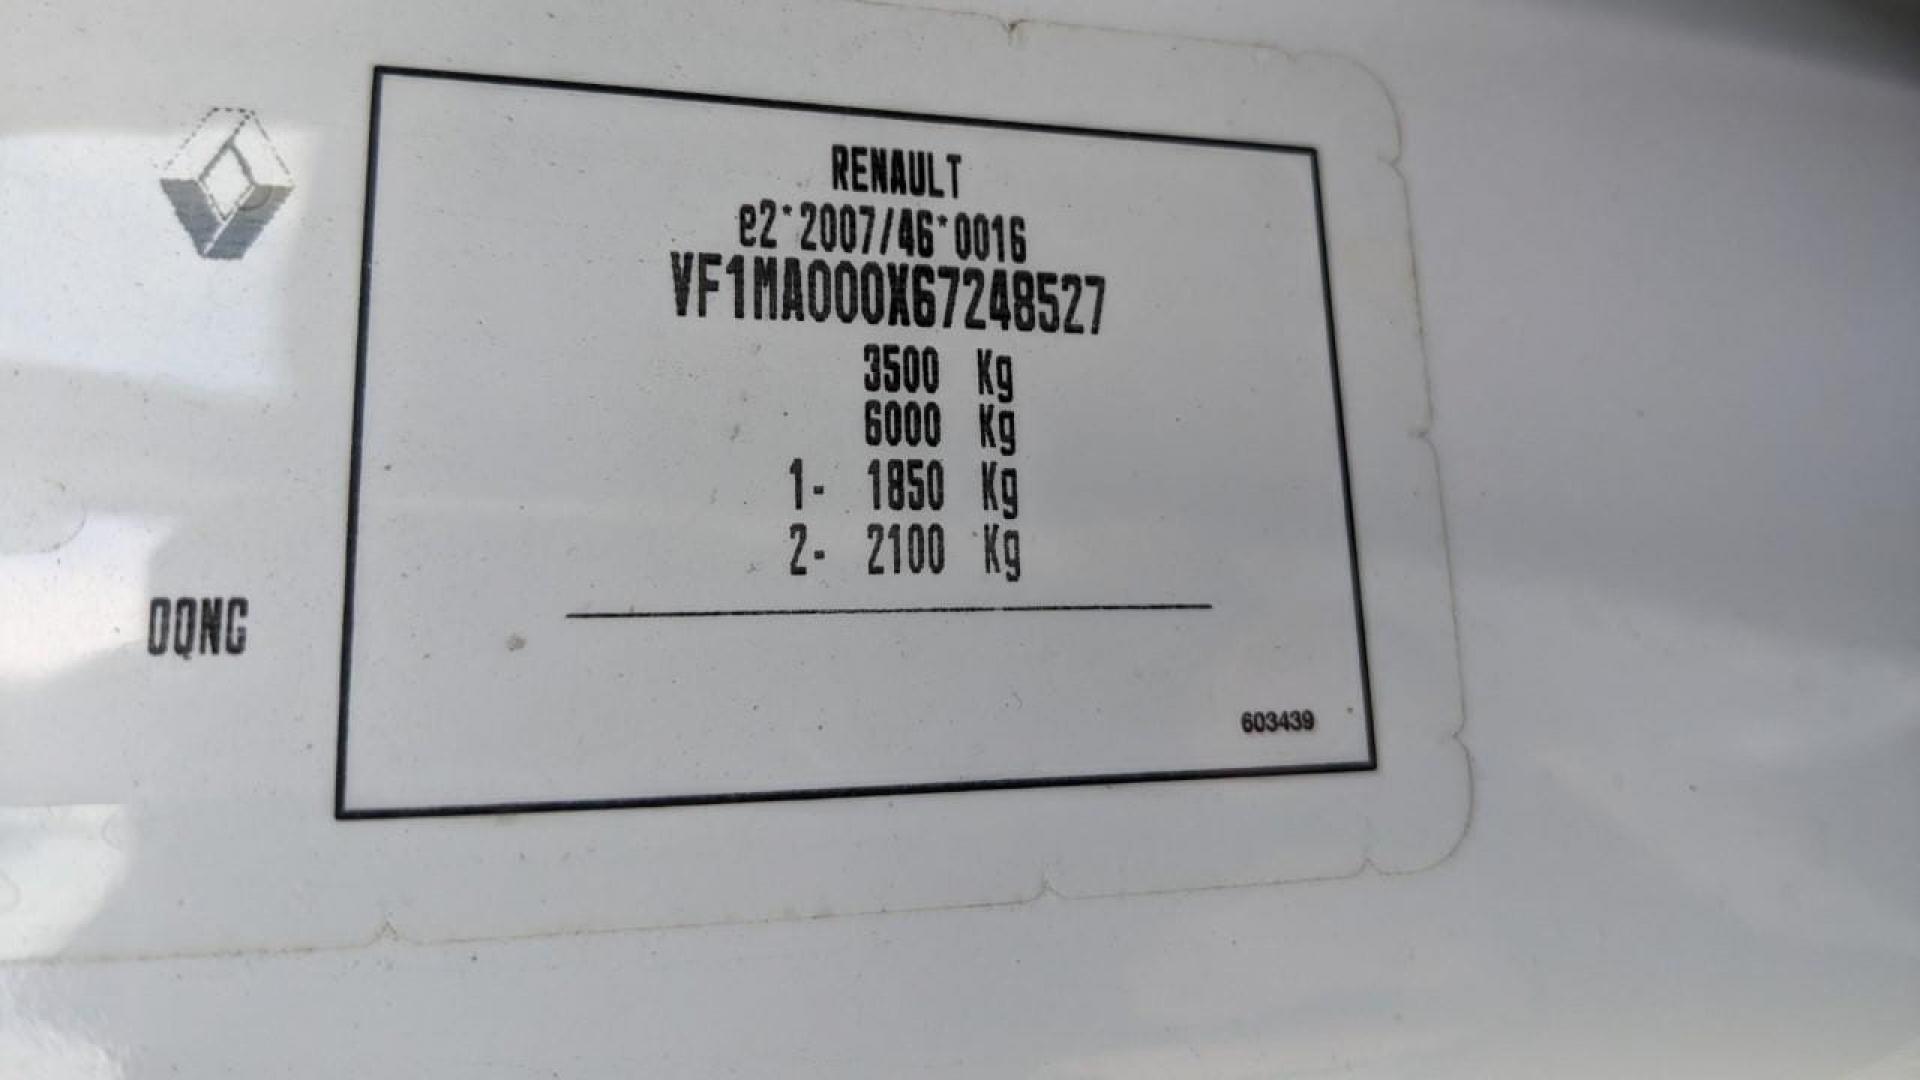 RENAULT
e2*2007/46*0016
VF1MA000X67248527
3500 Kg
6000 Kg
1- 1850 Kg
2- 2100 Kg
DQNG
603439